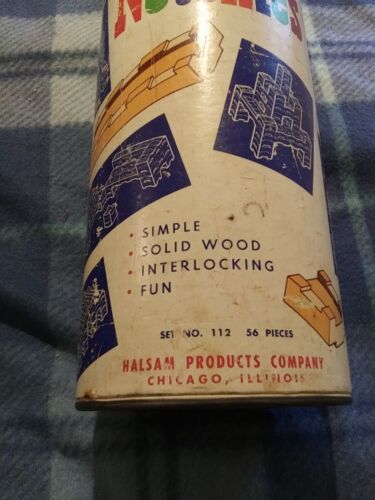 • SIMPLE
• SOLID WOOD
• INTERLOCKING
• FUN
SET NO. 112 56 PIECES
HALSAM PRODUCTS COMPANY
CHICAGO, ILLINOIS